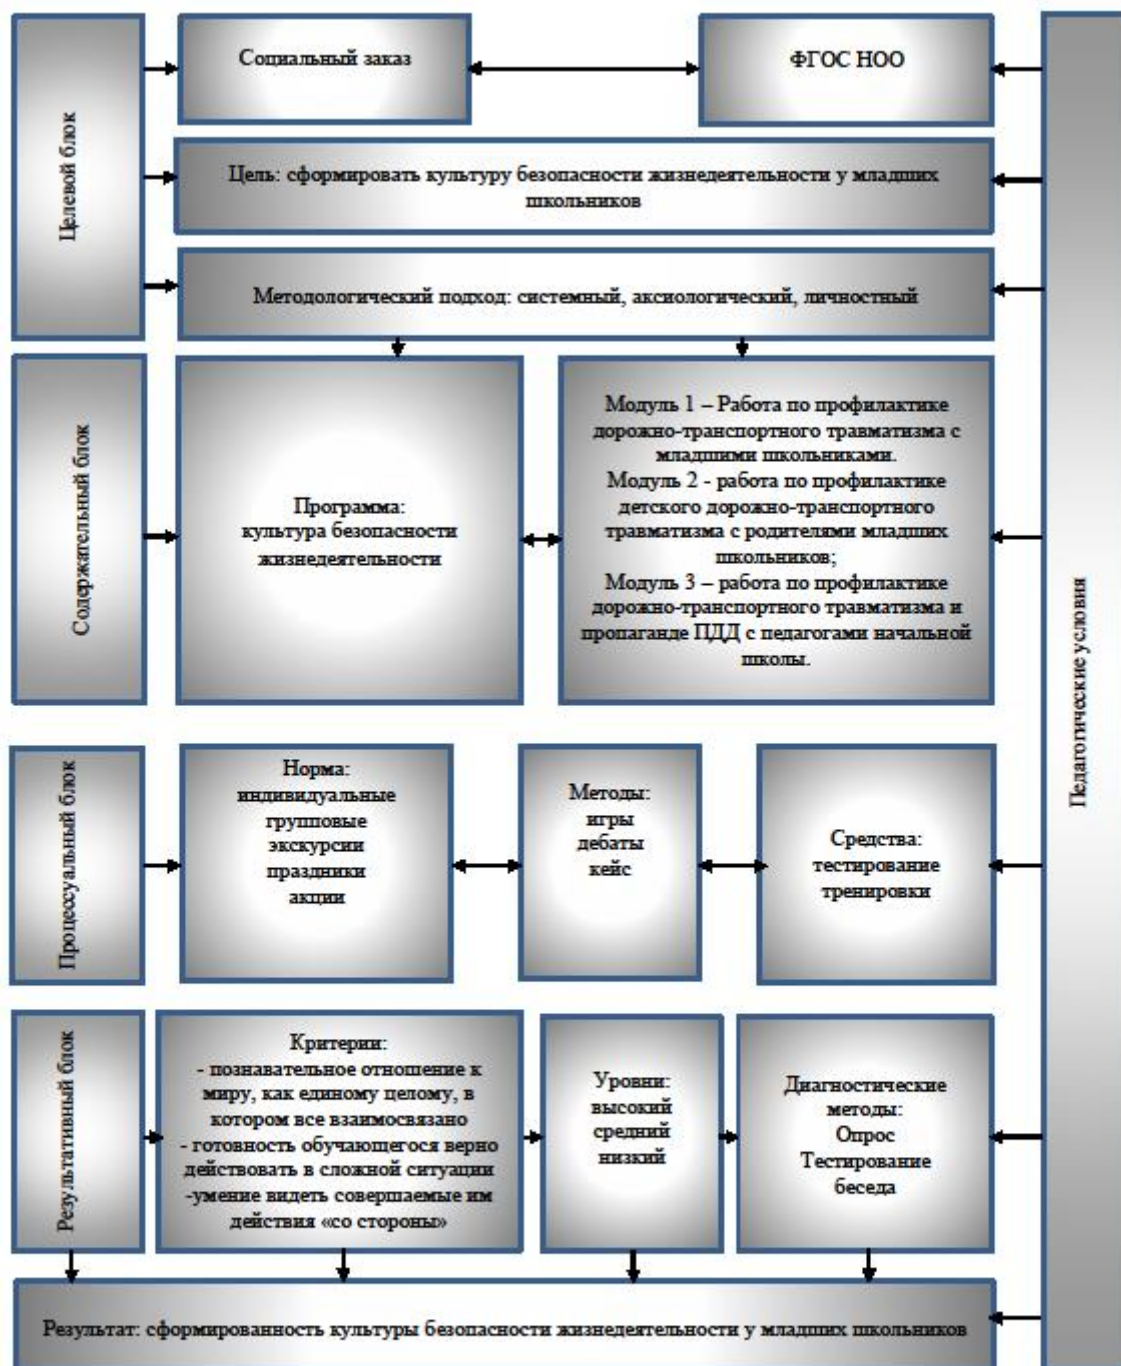 Целевой блок
Социальный заказ
ФГОС НОО
Цель: сформировать культуру безопасности жизнедеятельности у младших
школьников
Методологический подход: системный, аксиологический, личностный
Содержательный блок
Программа:
культура безопасности
жизнедеятельности
Модуль 1 – Работа по профилактике
дорожно-транспортного травматизма с
младшими школьниками.
Модуль 2 - работа по профилактике
детского дорожно-транспортного
травматизма с родителями младших
школьников;
Модуль 3 – работа по профилактике
дорожно-транспортного травматизма и
пропаганде ПДД с педагогами начальной
школы.
Педагогические условия
Процессуальный блок
Норма:
индивидуальные
групповые
экскурсии
праздники
акции
Методы:
игры
дебаты
кейс
Средства:
тестирование
тренировки
Результативный блок
Критерии:
- познавательное отношение к
миру, как единому целому, в
котором все взаимосвязано
- готовность обучающегося верно
действовать в сложной ситуации
-умение видеть совершаемые им
действия «со стороны»
Уровни:
высокий
средний
низкий
Диагностические
методы:
Опрос
Тестирование
беседа
Результат: сформированность культуры безопасности жизнедеятельности у младших школьников